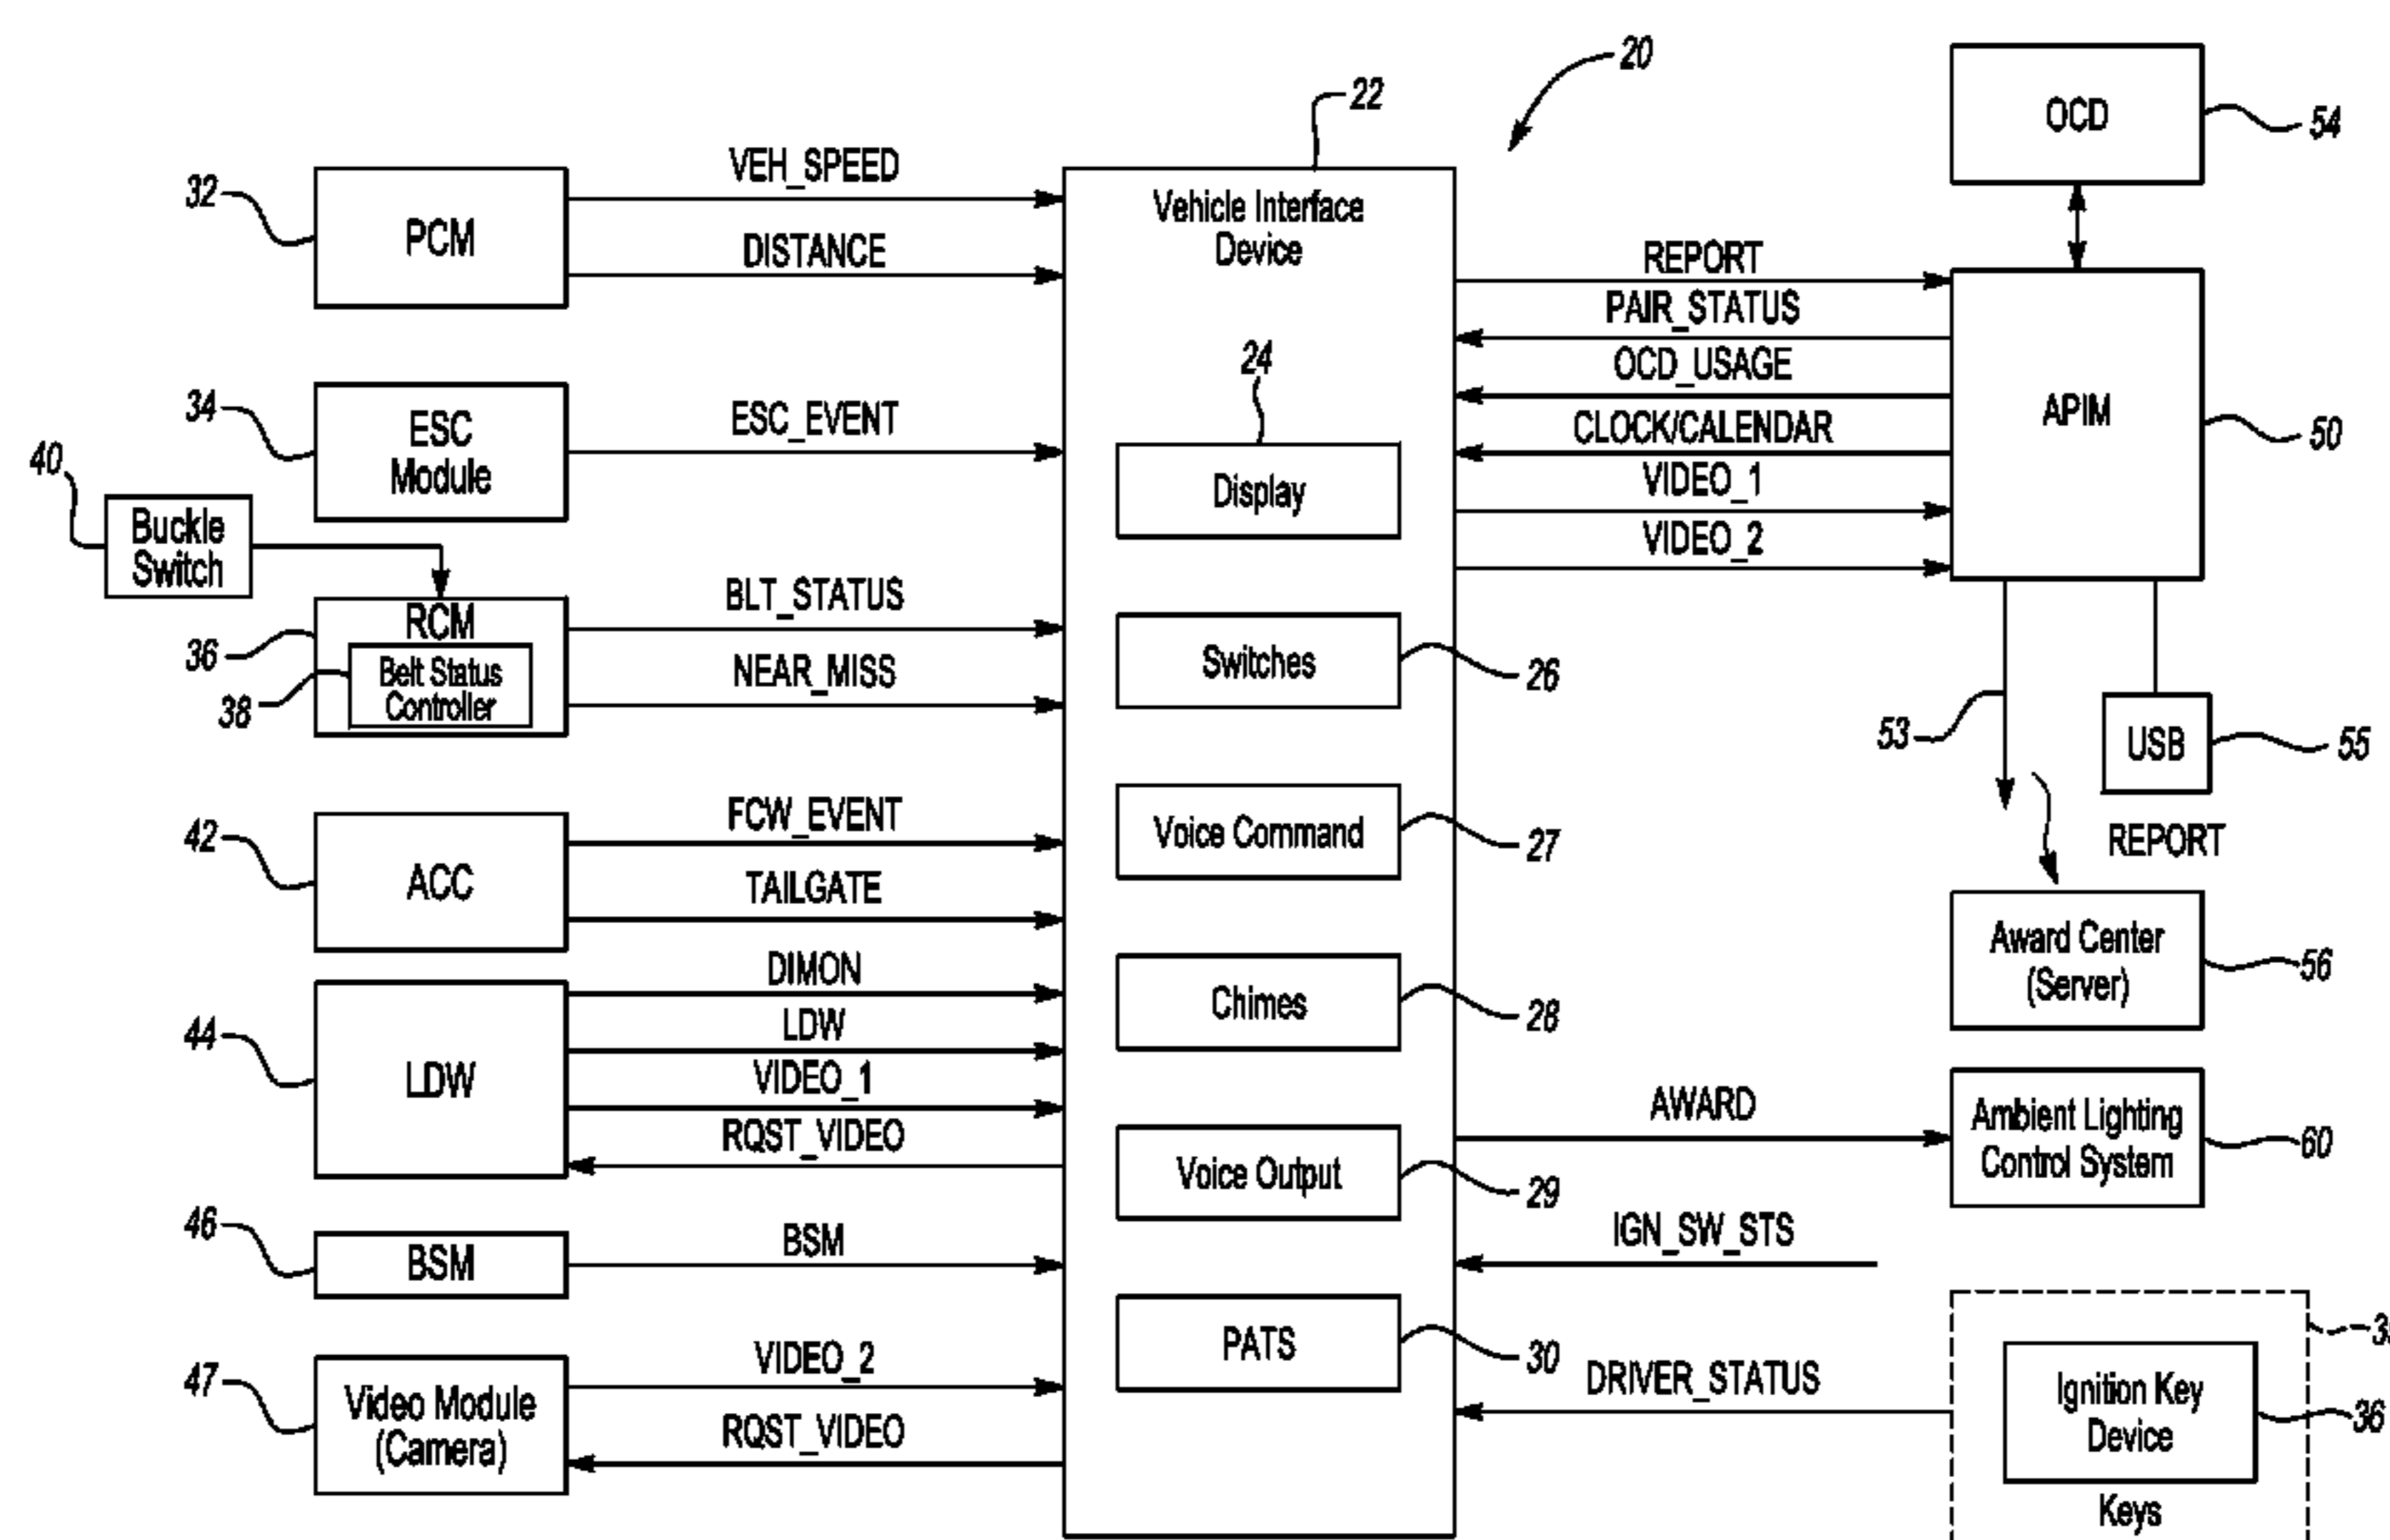 20
22
OCD
54
32
PCM
VEH_SPEED
DISTANCE
Vehicle Interface
Device
REPORT
PAIR_STATUS
OCD_USAGE
CLOCK/CALENDAR
VIDEO_1
VIDEO_2
APIM
50
34
ESC
Module
ESC_EVENT
24
Display
40
Buckle
Switch
36
RCM
38
Belt Status
Controller
BLT_STATUS
NEAR_MISS
Switches
26
53
USB
55
REPORT
42
ACC
FCW_EVENT
TAILGATE
Voice Command
27
Award Center
(Server)
56
44
LDW
DIMON
LDW
VIDEO_1
RQST_VIDEO
Chimes
28
AWARD
Ambient Lighting
Control System
60
Voice Output
29
IGN_SW_STS
46
BSM
BSM
PATS
30
47
Video Module
(Camera)
VIDEO_2
RQST_VIDEO
DRIVER_STATUS
Ignition Key
Device
36
Keys